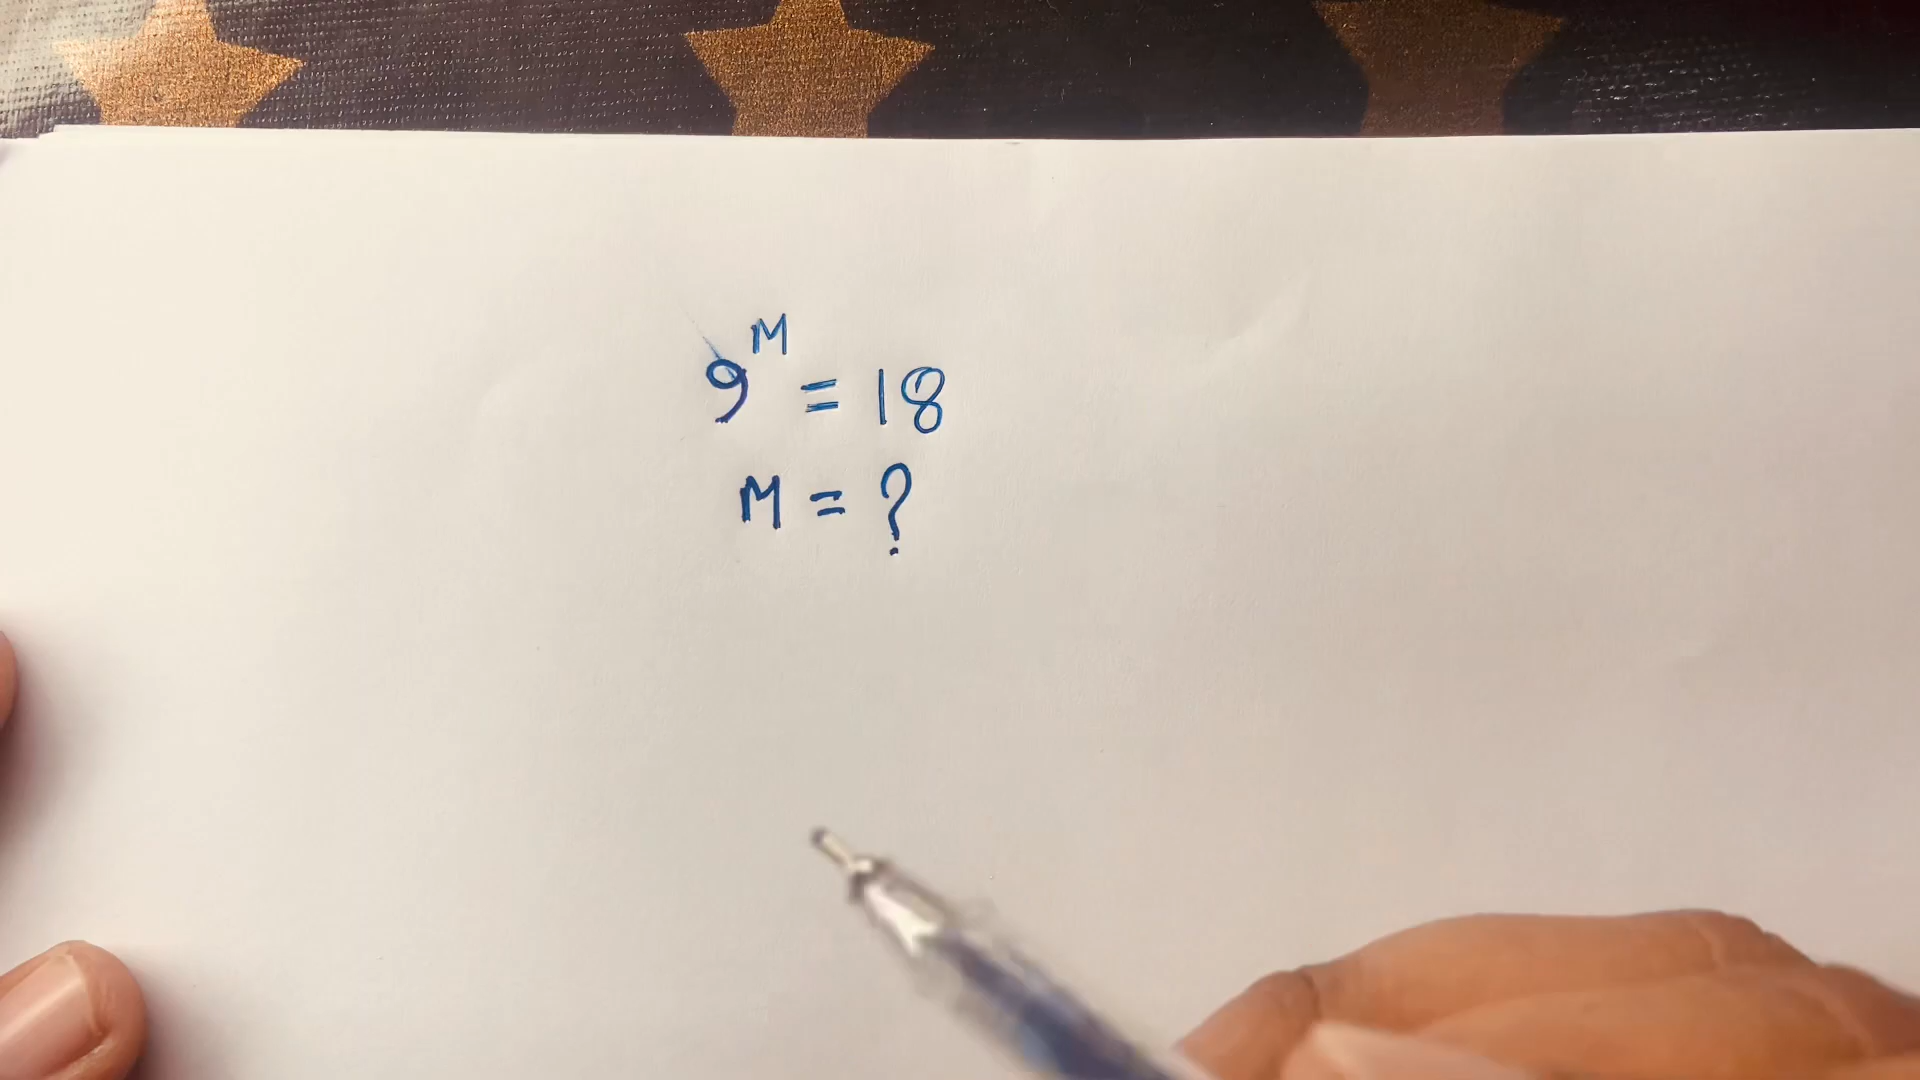 9^M = 18
M = ?